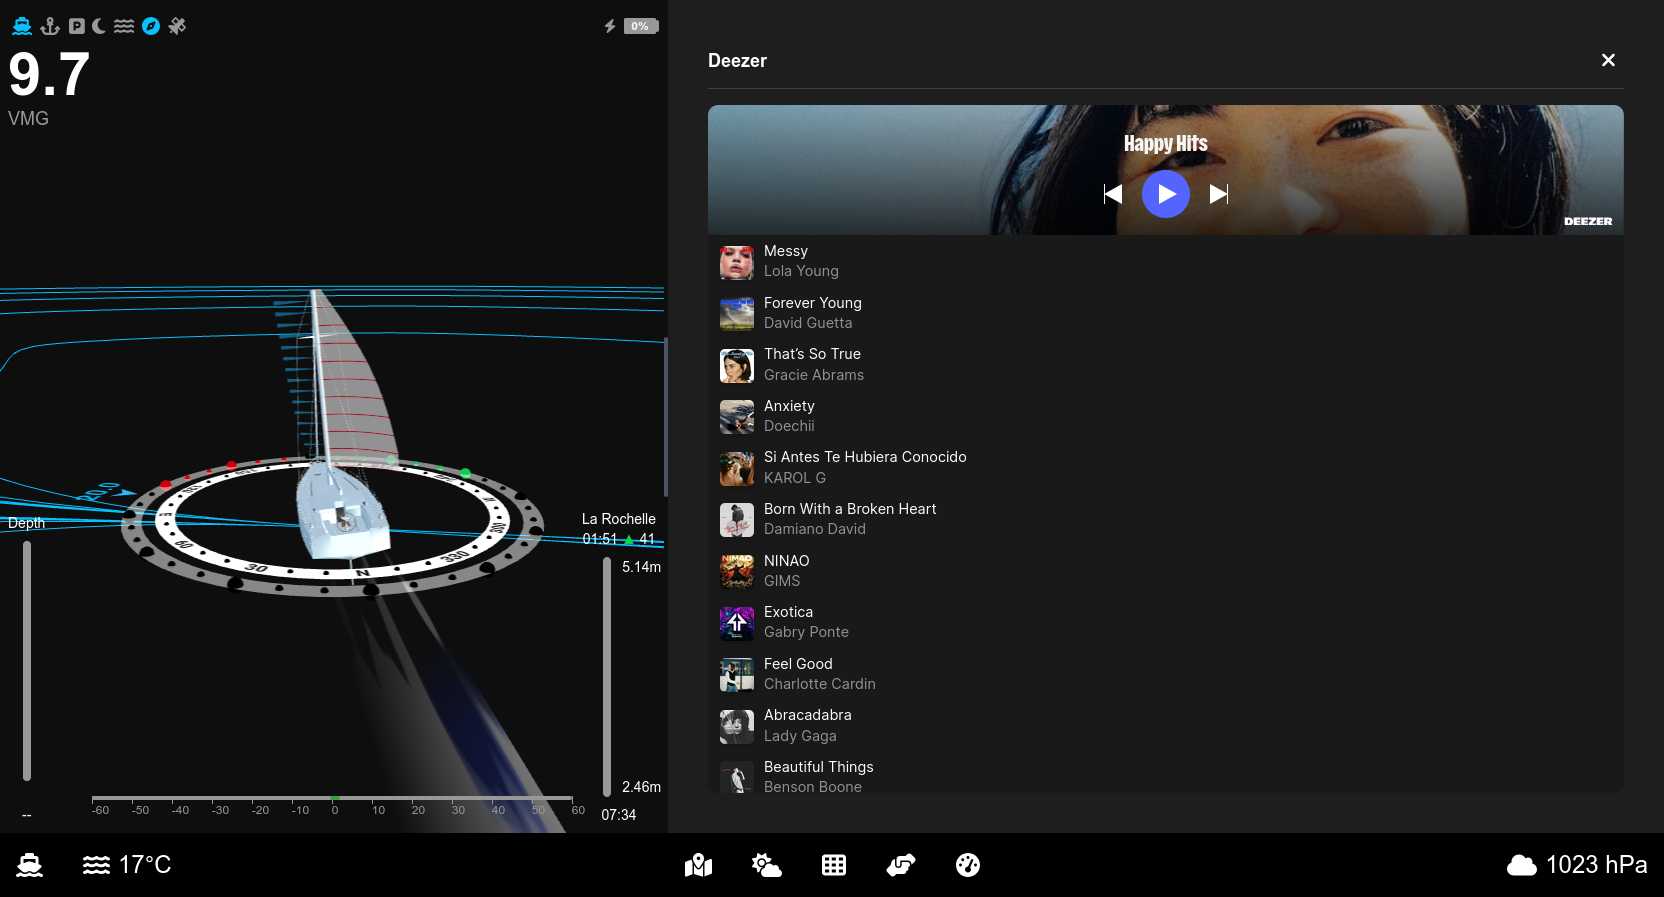 0%
9.7
VMG
20.0
Depth
La Rochelle
01:51 ▲ 41
5.14m
60
30
N
330
300
2.46m
-60 -50 -40 -30 -20 -10 0 10 20 30 40 50 60
--
07:34
Deezer
Happy Hits
DEEZER
Messy
Lola Young
Forever Young
David Guetta
That's So True
Gracie Abrams
Anxiety
Doechii
Si Antes Te Hubiera Conocido
KAROL G
Born With a Broken Heart
Damiano David
NINAO
GIMS
Exotica
Gabry Ponte
Feel Good
Charlotte Cardin
Abracadabra
Lady Gaga
Beautiful Things
Benson Boone
17°C
1023 hPa